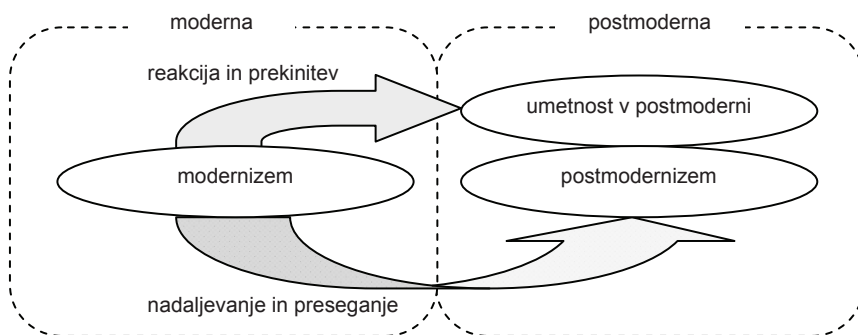 moderna
postmoderna
reakcija in prekinitev
umetnost v postmoderni
modernizem
postmodernizem
nadaljevanje in preseganje